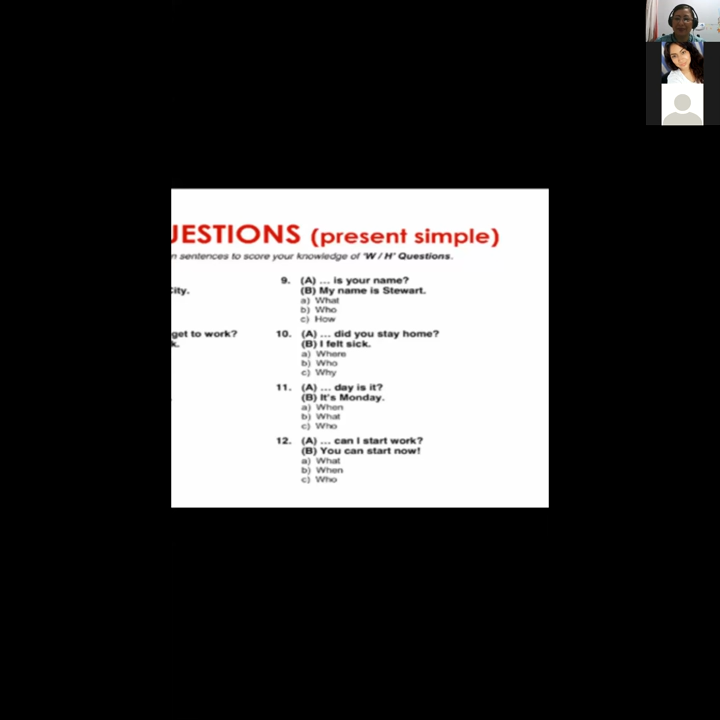 UESTIONS (present simple)
n sentences to score your knowledge of 'W / H' Questions.
City.
get to work?
k.
9. (A) ... is your name?
(B) My name is Stewart.
a) What
b) Who
c) How
10. (A) ... did you stay home?
(B) I felt sick.
a) Where
b) Who
c) Why
11. (A) ... day is it?
(B) It's Monday.
a) When
b) What
c) Who
12. (A) ... can I start work?
(B) You can start now!
a) What
b) When
c) Who